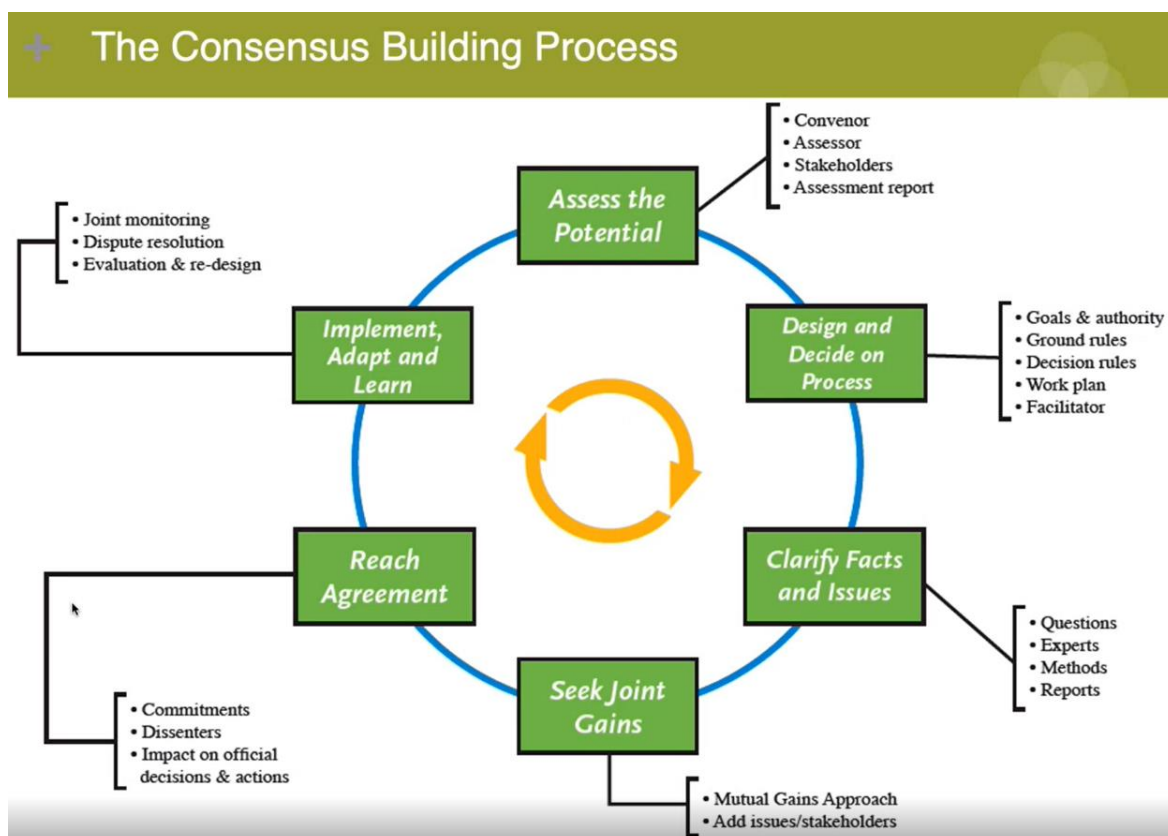 + The Consensus Building Process
Assess the
Potential
• Convenor
• Assessor
• Stakeholders
• Assessment report
Design and
Decide on
Process
• Goals & authority
• Ground rules
• Decision rules
• Work plan
• Facilitator
Clarify Facts
and Issues
• Questions
• Experts
• Methods
• Reports
Seek Joint
Gains
• Mutual Gains Approach
• Add issues/stakeholders
Reach
Agreement
• Commitments
• Dissenters
• Impact on official
decisions & actions
Implement,
Adapt and
Learn
• Joint monitoring
• Dispute resolution
• Evaluation & re-design